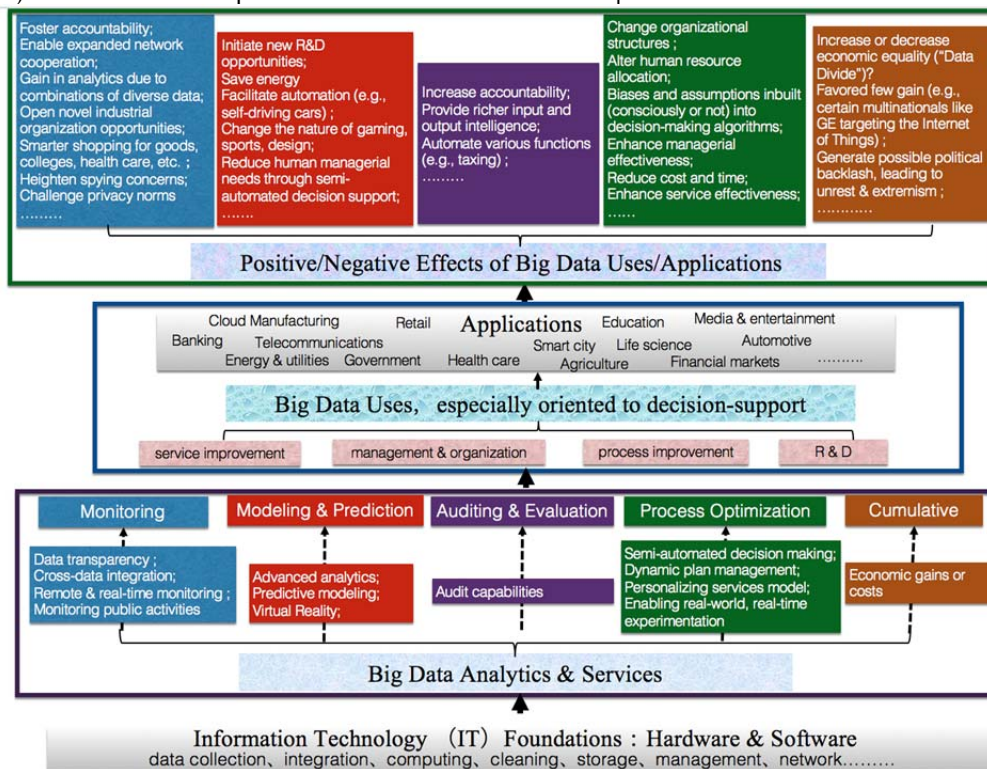 Foster accountability;
Enable expanded network
cooperation;
Gain in analytics due to
combinations of diverse data;
Open novel industrial
organization opportunities;
Smarter shopping for goods,
colleges, health care, etc. ;
Heighten spying concerns;
Challenge privacy norms
………
Initiate new R&D
opportunities;
Save energy
Facilitate automation (e.g.,
self-driving cars) ;
Change the nature of gaming,
sports, design;
Reduce human managerial
needs through semi-
automated decision support;
…….
Increase accountability;
Provide richer input and
output intelligence;
Automate various functions
(e.g., taxing) ;
………
Change organizational
structures ;
Alter human resource
allocation;
Biases and assumptions inbuilt
(consciously or not) into
decision-making algorithms;
Enhance managerial
effectiveness;
Reduce cost and time;
Enhance service effectiveness;
……
Increase or decrease
economic equality (“Data
Divide”)?
Favored few gain (e.g.,
certain multinationals like
GE targeting the Internet
of Things) ;
Generate possible political
backlash, leading to
unrest & extremism ;
…………
Positive/Negative Effects of Big Data Uses/Applications
Cloud Manufacturing Retail Applications Education Media & entertainment
Banking Telecommunications Smart city Life science Automotive
Energy & utilities Government Health care Agriculture Financial markets ……….
Big Data Uses, especially oriented to decision-support
service improvement management & organization process improvement R & D
Monitoring Modeling & Prediction Auditing & Evaluation Process Optimization Cumulative
Data transparency ;
Cross-data integration;
Remote & real-time monitoring ;
Monitoring public activities
Advanced analytics;
Predictive modeling;
Virtual Reality;
Audit capabilities
Semi-automated decision making;
Dynamic plan management;
Personalizing services model;
Enabling real-world, real-time
experimentation
Economic gains or
costs
Big Data Analytics & Services
Information Technology （IT）Foundations：Hardware & Software
data collection、integration、computing、cleaning、storage、management、network………